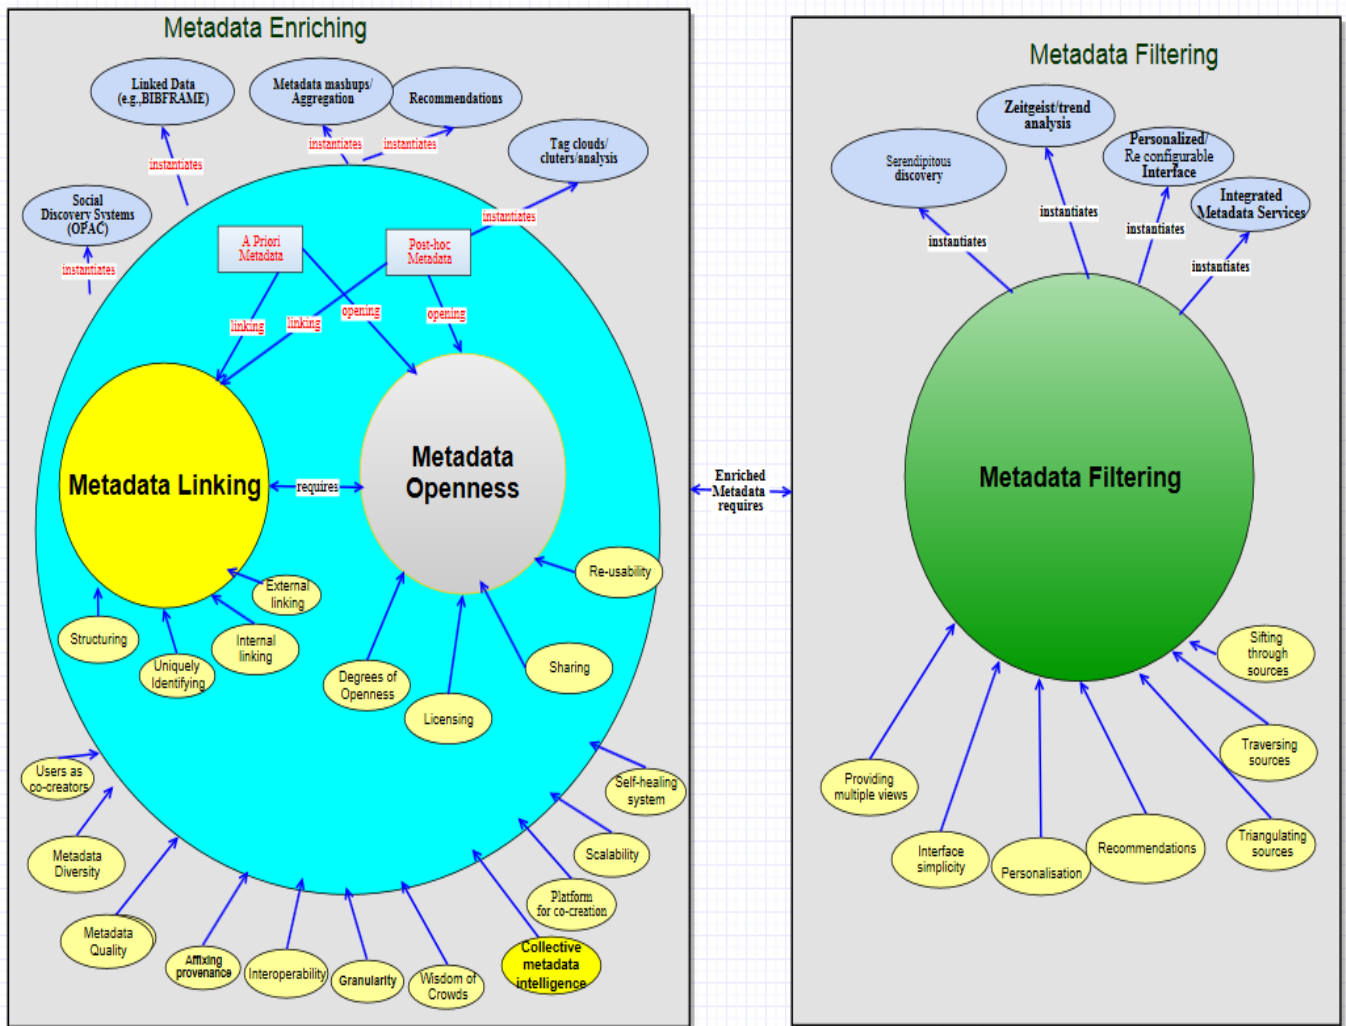 Metadata Enriching
Metadata Filtering
Linked Data
(e.g.,BIBFRAME)
Metadata mashups/
Aggregation
Recommendations
Tag clouds/
cluters/analysis
Social
Discovery Systems
(OPAC)
instantiates
instantiates
instantiates
instantiates
instantiates
A Priori
Metadata
Post-hoc
Metadata
linking
linking
opening
opening
Metadata Linking
requires
Metadata
Openness
Structuring
Uniquely
Identifying
Internal
linking
External
linking
Degrees of
Openness
Licensing
Sharing
Re-usability
Users as
co-creators
Metadata
Diversity
Metadata
Quality
Affixing
provenance
Interoperability
Granularity
Wisdom of
Crowds
Collective
metadata
intelligence
Platform
for co-creation
Scalability
Self-healing
system
Enriched
Metadata
requires
Serendipitous
discovery
Zeitgeist/trend
analysis
Personalized/
Re configurable
Interface
Integrated
Metadata Services
instantiates
instantiates
instantiates
instantiates
Metadata Filtering
Providing
multiple views
Interface
simplicity
Personalisation
Recommendations
Triangulating
sources
Traversing
sources
Sifting
through
sources